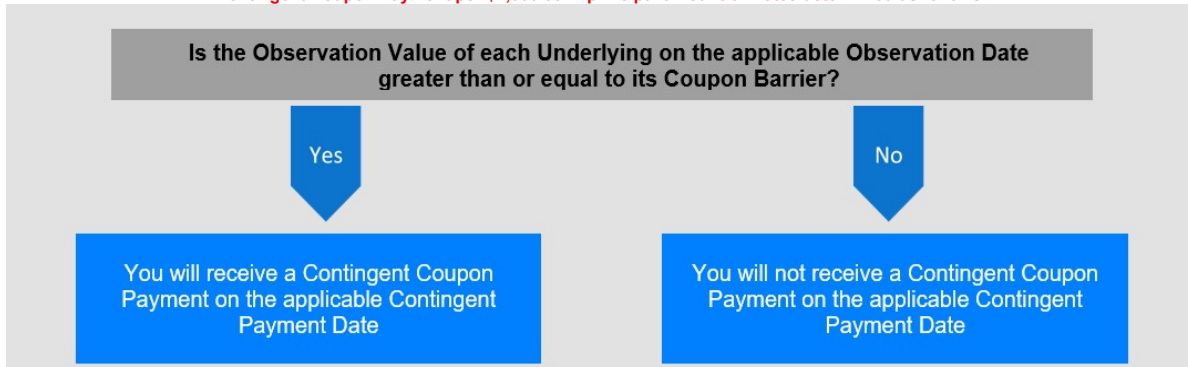 Is the Observation Value of each Underlying on the applicable Observation Date
greater than or equal to its Coupon Barrier?
Yes
No
You will receive a Contingent Coupon
Payment on the applicable Contingent
Payment Date
You will not receive a Contingent Coupon
Payment on the applicable Contingent
Payment Date